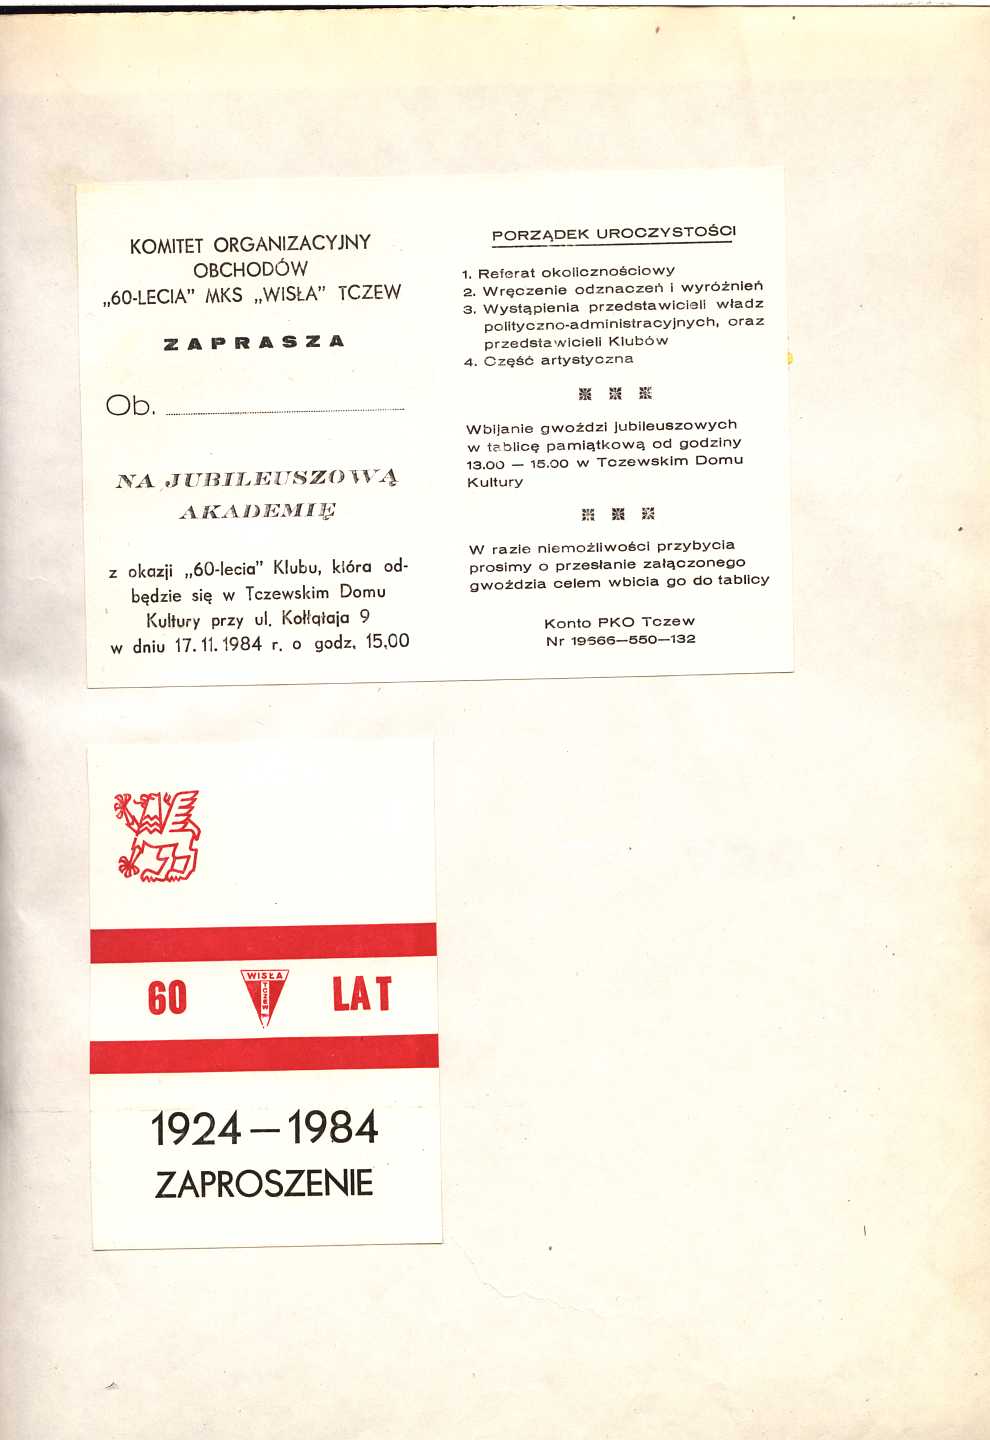 KOMITET ORGANIZACYJNY
OBCHODÓW
„60-LECIA” MKS „WISŁA” TCZEW
ZAPRASZA
Ob.
NA JUBILEUSZOWĄ
AKADEMIĘ
z okazji „60-lecia” Klubu, która od-
będzie się w Tczewskim Domu
Kultury przy ul. Kołłątaja 9
w dniu 17.11.1984 r. o godz. 15,00
PORZĄDEK UROCZYSTOŚCI
1. Referat okolicznościowy
2. Wręczenie odznaczeń i wyróżnień
3. Wystąpienia przedstawicieli władz
polityczno-administracyjnych, oraz
przedstawicieli Klubów
4. Część artystyczna
Wbijanie gwoździ jubileuszowych
w tablicę pamiątkową od godziny
13.00 — 15.00 w Tczewskim Domu
Kultury
W razie niemożliwości przybycia
prosimy o przesłanie załączonego
gwoździa celem wbicia go do tablicy
Konto PKO Tczew
Nr 19566—550—132
60
WISŁA
TCZEW
LAT
1924 — 1984
ZAPROSZENIE